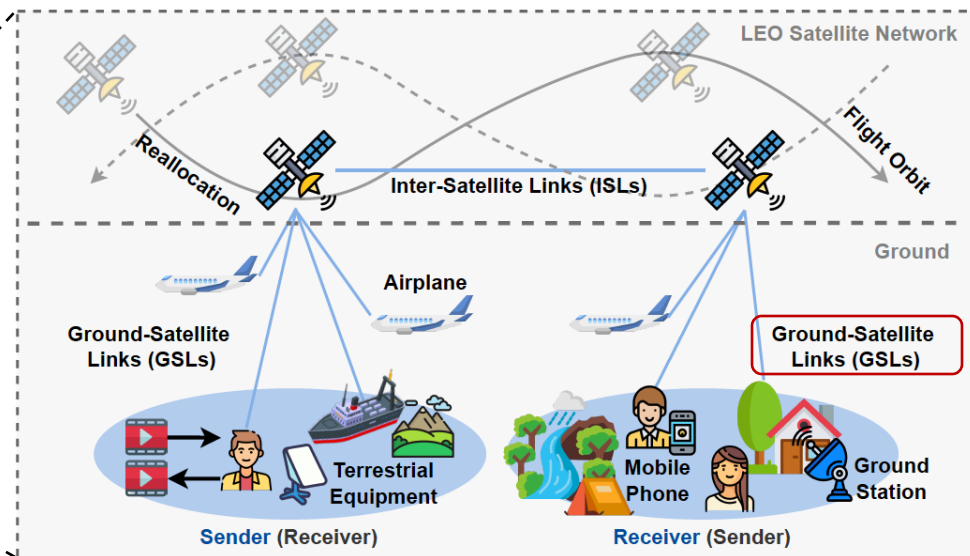 LEO Satellite Network
Reallocation
Flight Orbit
Inter-Satellite Links (ISLs)
Ground
Airplane
Ground-Satellite
Links (GSLs)
Ground-Satellite
Links (GSLs)
Terrestrial
Equipment
Mobile
Phone
Ground
Station
Sender (Receiver)
Receiver (Sender)